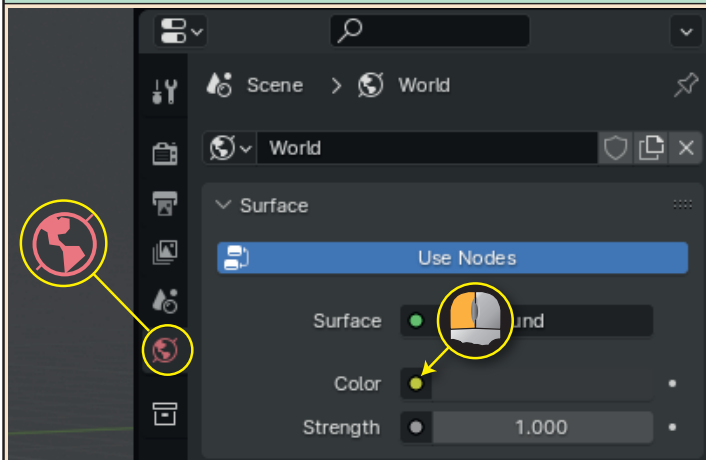 Scene > World
World
Surface
Use Nodes
Surface und
Color
Strength 1.000